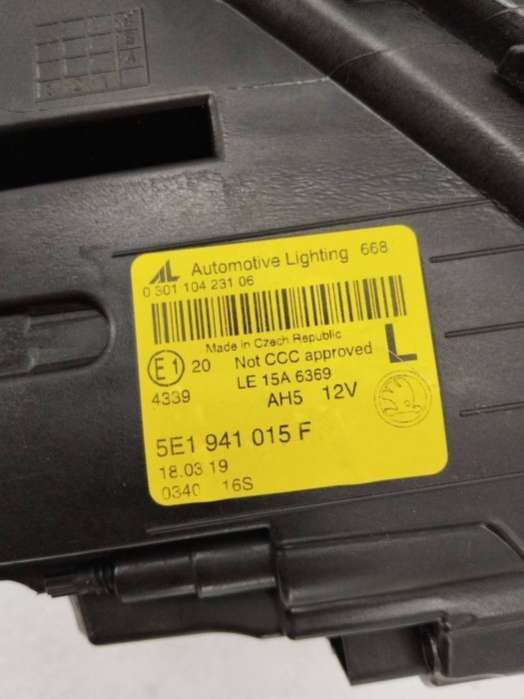 AL Automotive Lighting 668
0 301 104 231 06
Made in Czech Republic
E1 20 Not CCC approved L
LE 15A 6369
4339 AH5 12V
5E1 941 015 F
18.03.19
0340 16S